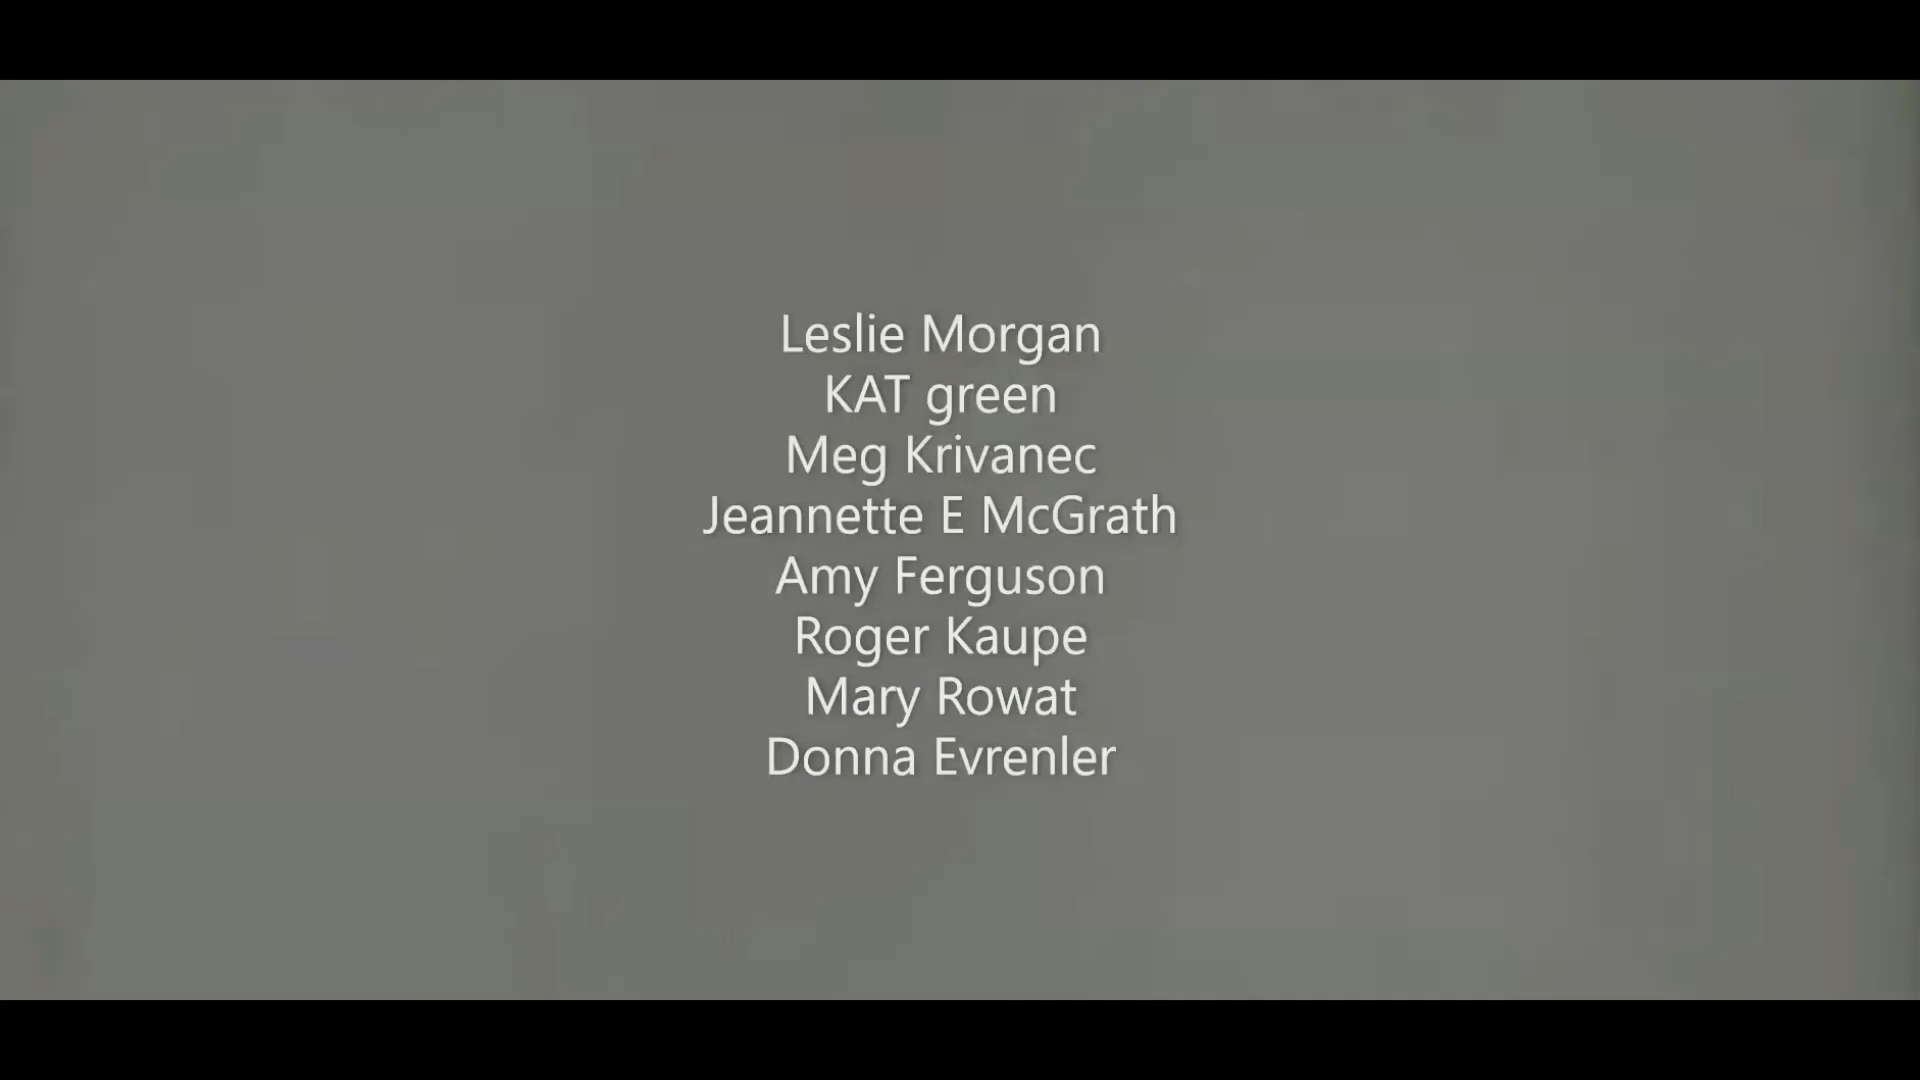 Leslie Morgan
KAT green
Meg Krivanec
Jeannette E McGrath
Amy Ferguson
Roger Kaupe
Mary Rowat
Donna Evrenler